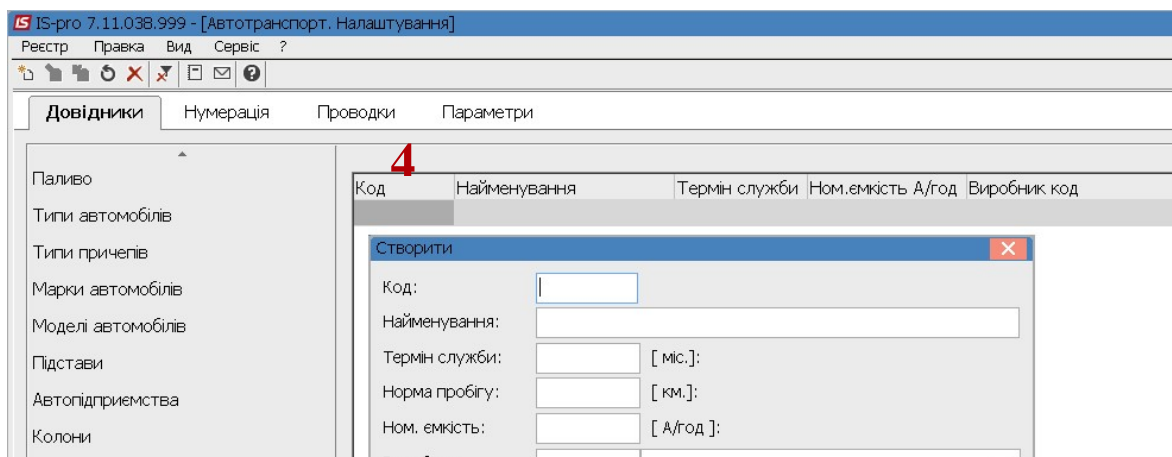 IS IS-pro 7.11.038.999 - [Автотранспорт. Налаштування]
Реєстр Правка Вид Сервіс ?
Довідники Нумерація Проводки Параметри
4
Паливо
Типи автомобілів
Типи причепів
Марки автомобілів
Моделі автомобілів
Підстави
Автопідприємства
Колони
Код Найменування Термін служби Ном.ємкість А/год Виробник код
Створити
Код:
Найменування:
Термін служби: [ міс.]:
Норма пробігу: [ км.]:
Ном. ємкість: [ А/год ]: